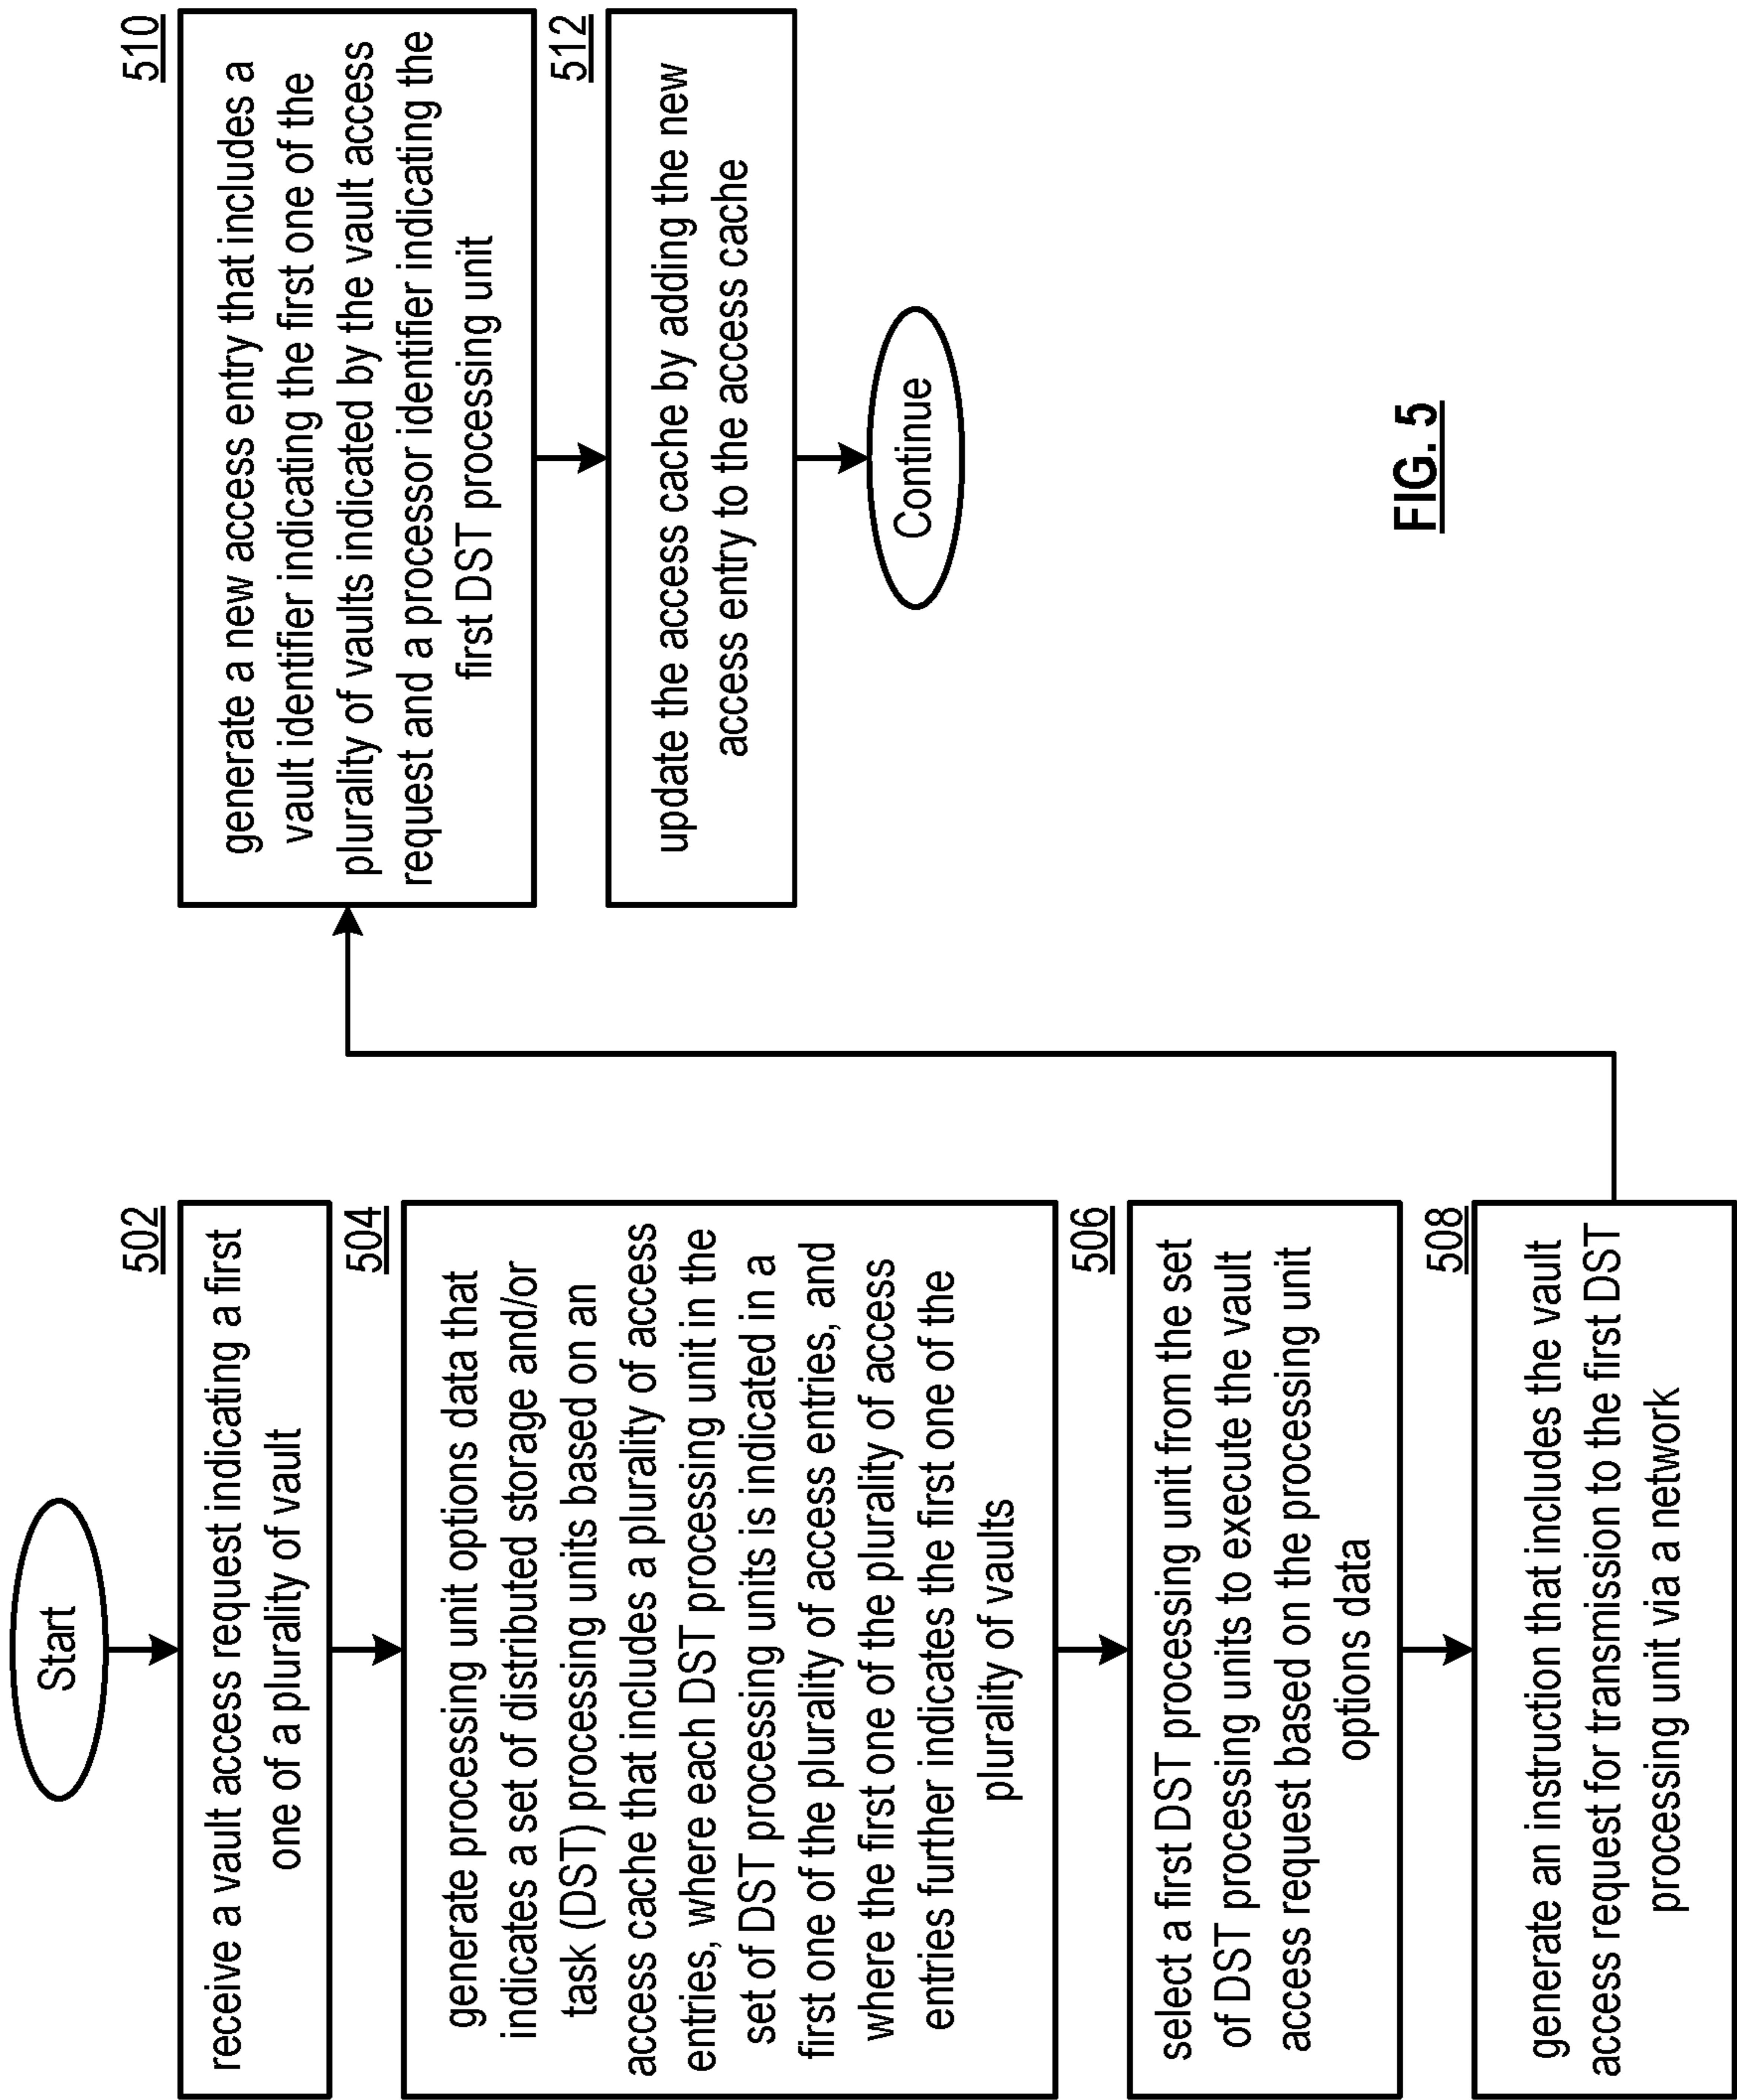 Start
502
receive a vault access request indicating a first
one of a plurality of vault
504
generate processing unit options data that
indicates a set of distributed storage and/or
task (DST) processing units based on an
access cache that includes a plurality of access
entries, where each DST processing unit in the
set of DST processing units is indicated in a
first one of the plurality of access entries, and
where the first one of the plurality of access
entries further indicates the first one of the
plurality of vaults
506
select a first DST processing unit from the set
of DST processing units to execute the vault
access request based on the processing unit
options data
508
generate an instruction that includes the vault
access request for transmission to the first DST
processing unit via a network
510
generate a new access entry that includes a
vault identifier indicating the first one of the
plurality of vaults indicated by the vault access
request and a processor identifier indicating the
first DST processing unit
512
update the access cache by adding the new
access entry to the access cache
Continue
FIG. 5